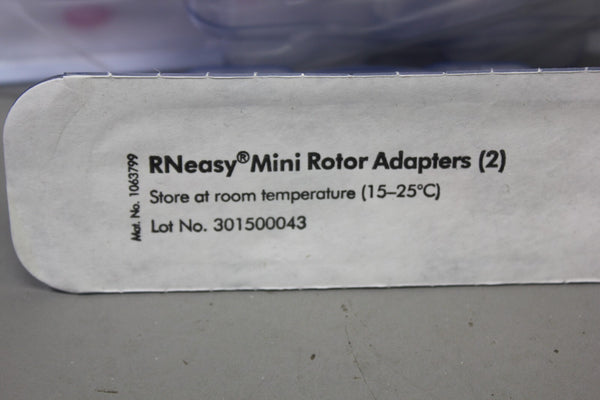 Mat. No. 1063799
RNeasy® Mini Rotor Adapters (2)
Store at room temperature (15–25°C)
Lot No. 301500043